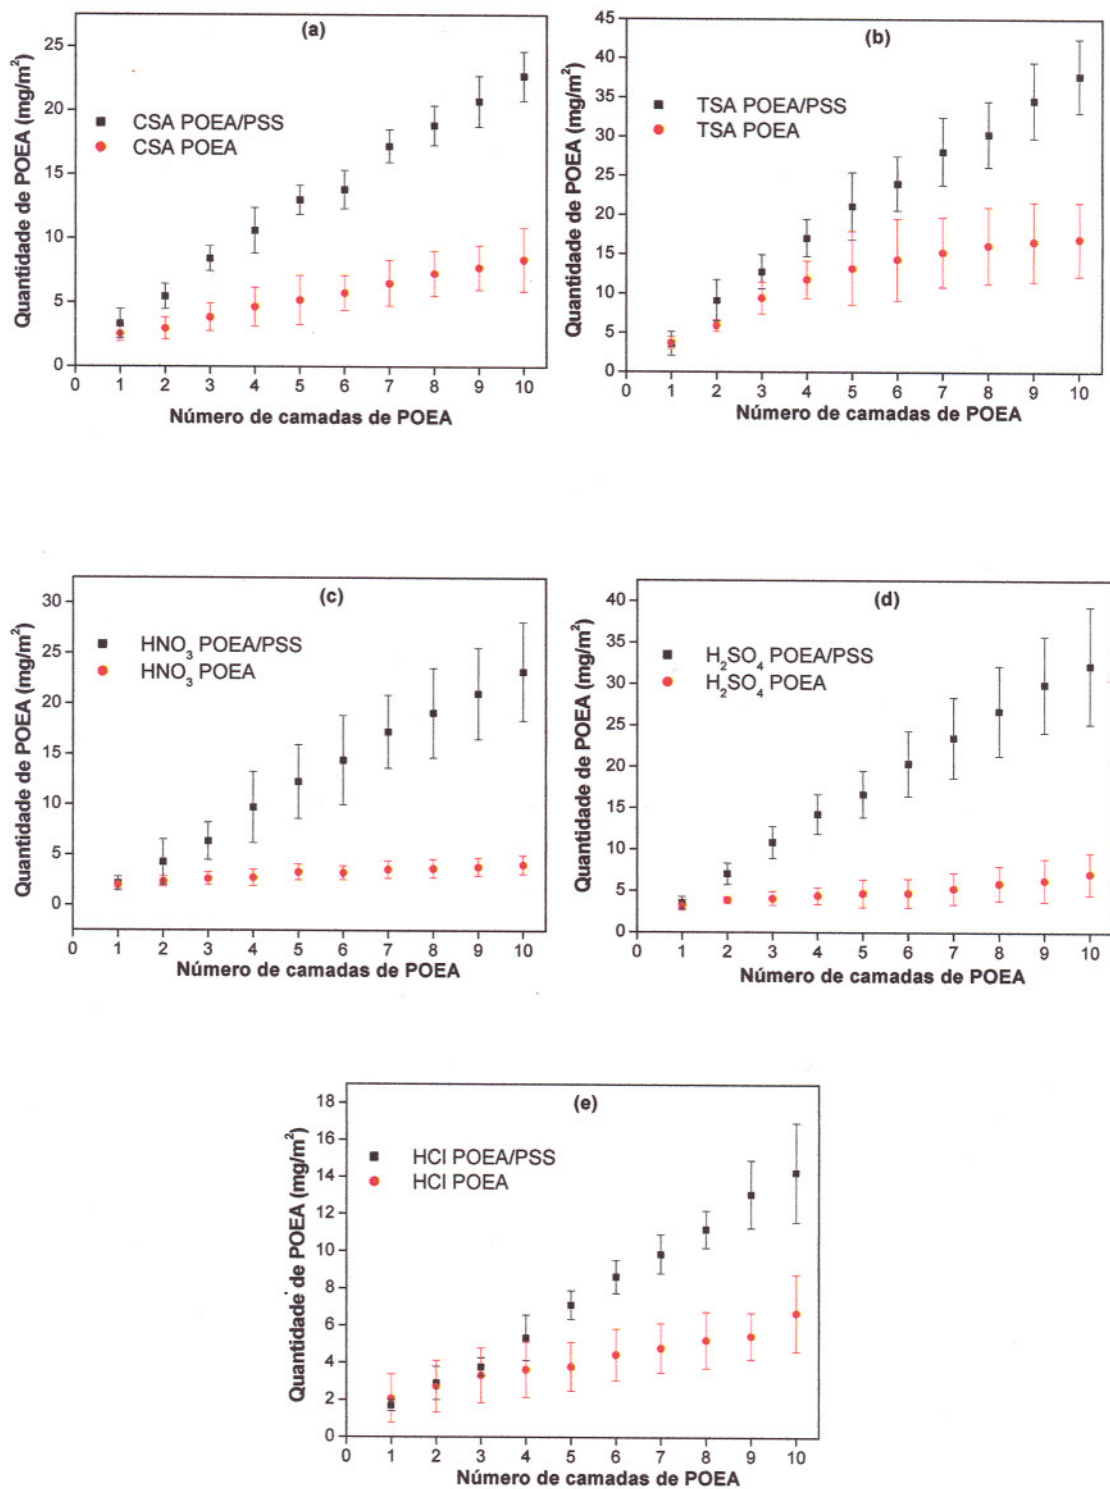 (a)
Quantidade de POEA (mg/m²)
25
20
15
10
5
0
CSA POEA/PSS
CSA POEA
1 2 3 4 5 6 7 8 9 10
Número de camadas de POEA
(b)
Quantidade de POEA (mg/m²)
45
40
35
30
25
20
15
10
5
0
TSA POEA/PSS
TSA POEA
0 1 2 3 4 5 6 7 8 9 10
Número de camadas de POEA
(c)
Quantidade de POEA (mg/m²)
30
25
20
15
10
5
0
HNO₃ POEA/PSS
HNO₃ POEA
0 1 2 3 4 5 6 7 8 9 10
Número de camadas de POEA
(d)
Quantidade de POEA (mg/m²)
40
35
30
25
20
15
10
5
0
H₂SO₄ POEA/PSS
H₂SO₄ POEA
0 1 2 3 4 5 6 7 8 9 10
Número de camadas de POEA
(e)
Quantidade de POEA (mg/m²)
18
16
14
12
10
8
6
4
2
0
HCl POEA/PSS
HCl POEA
0 1 2 3 4 5 6 7 8 9 10
Número de camadas de POEA